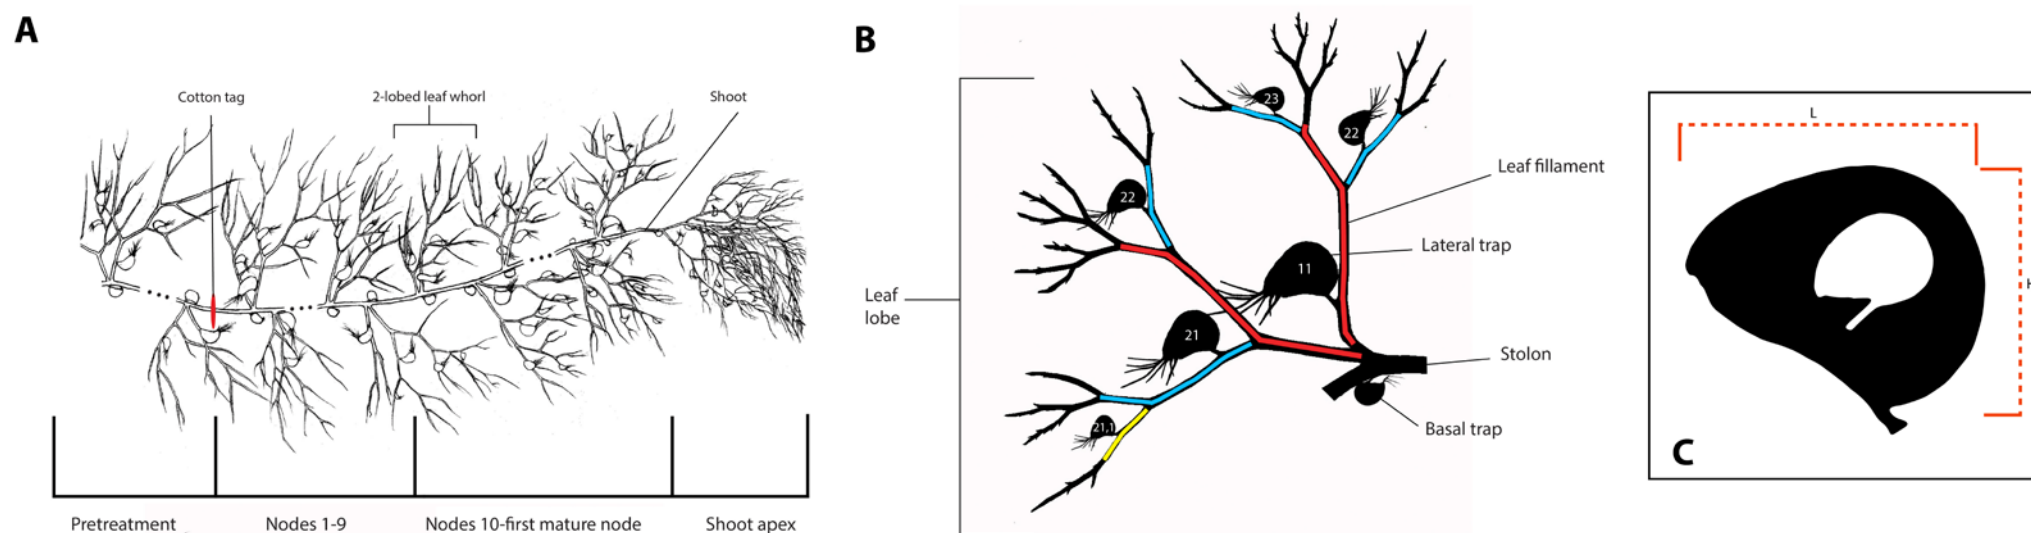 A
Cotton tag
2-lobed leaf whorl
Shoot
Pretreatment
Nodes 1-9
Nodes 10-first mature node
Shoot apex
B
Leaf
lobe
23
22
22
11
21
21,1
Leaf fillament
Lateral trap
Stolon
Basal trap
L
H
C